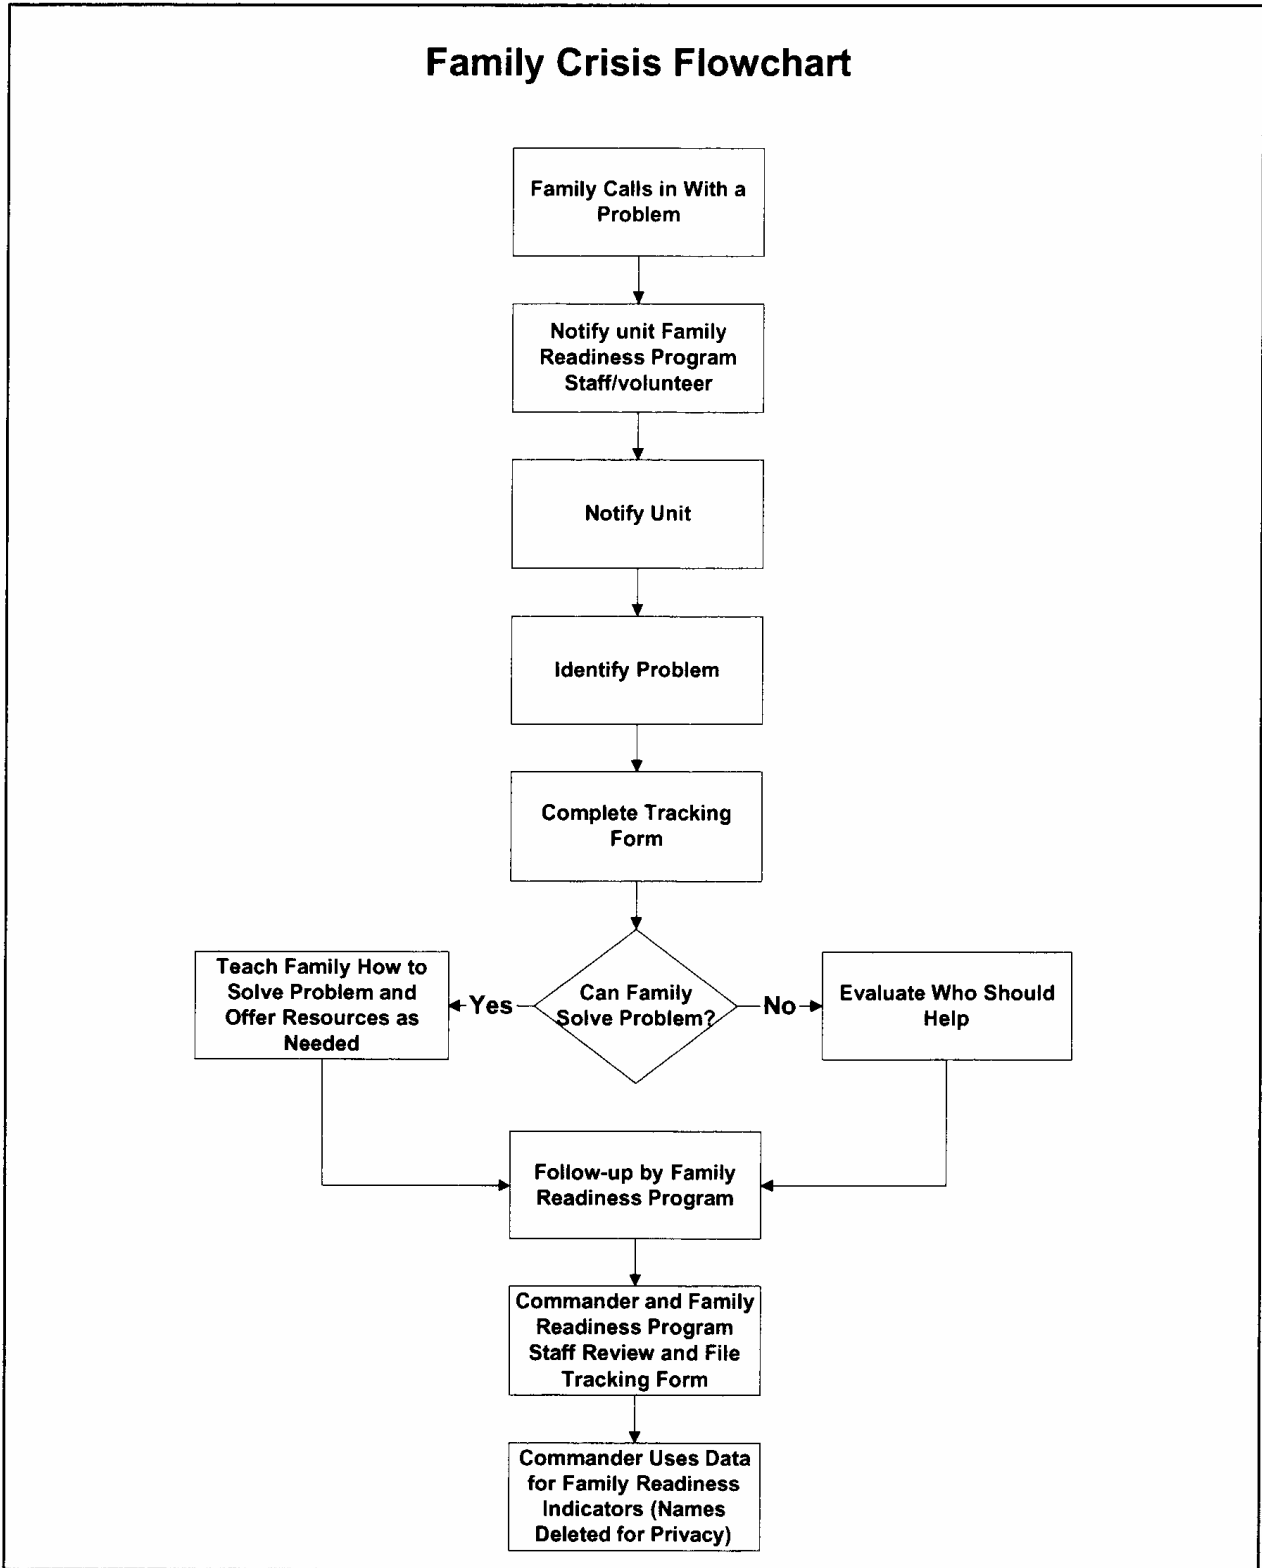 Family Crisis Flowchart
Family Calls in With a
Problem
Notify unit Family
Readiness Program
Staff/volunteer
Notify Unit
Identify Problem
Complete Tracking
Form
Teach Family How to
Solve Problem and
Offer Resources as
Needed
Yes
Can Family
Solve Problem?
No
Evaluate Who Should
Help
Follow-up by Family
Readiness Program
Commander and Family
Readiness Program
Staff Review and File
Tracking Form
Commander Uses Data
for Family Readiness
Indicators (Names
Deleted for Privacy)